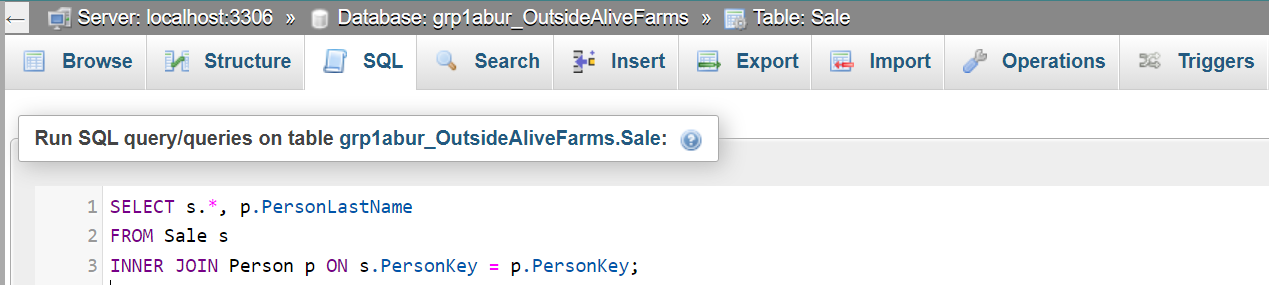 Server: localhost:3306 » Database: grp1abur_OutsideAliveFarms » Table: Sale
Browse Structure SQL Search Insert Export Import Operations Triggers
Run SQL query/queries on table grp1abur_OutsideAliveFarms.Sale:
1 SELECT s.*, p.PersonLastName
2 FROM Sale s
3 INNER JOIN Person p ON s.PersonKey = p.PersonKey;